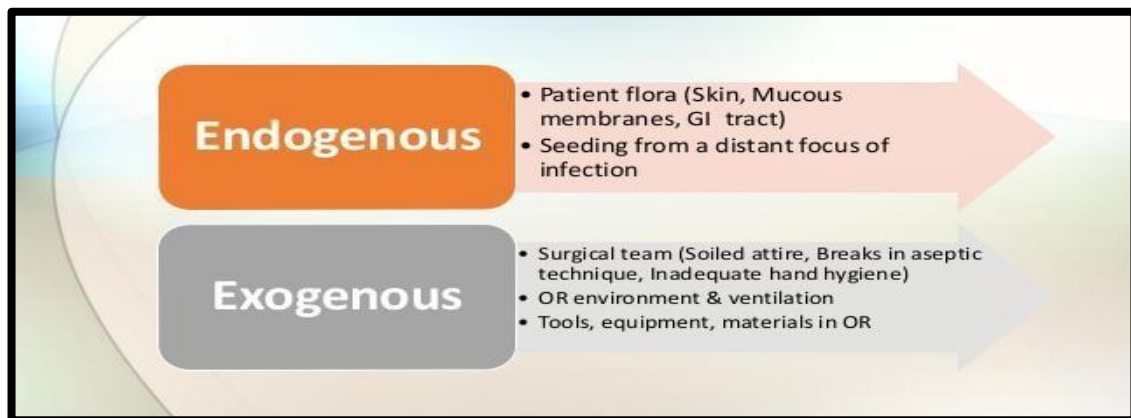 Endogenous
• Patient flora (Skin, Mucous
membranes, GI tract)
• Seeding from a distant focus of
infection
Exogenous
• Surgical team (Soiled attire, Breaks in aseptic
technique, Inadequate hand hygiene)
• OR environment & ventilation
• Tools, equipment, materials in OR